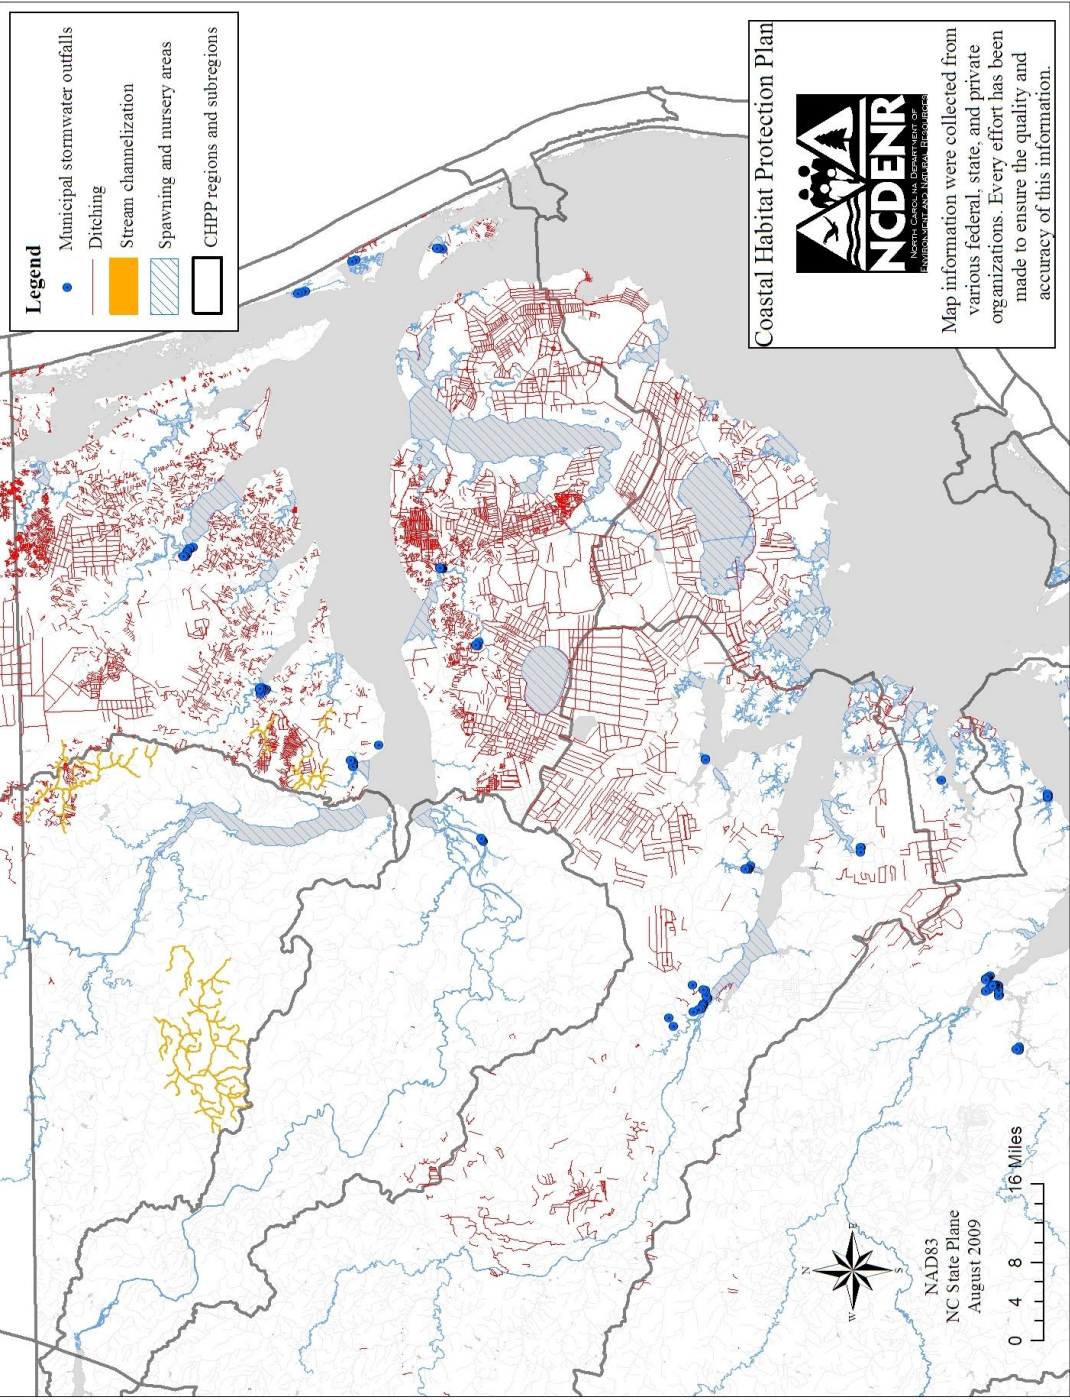 Legend
Municipal stormwater outfalls
Ditching
Stream channelization
Spawning and nursery areas
CHPP regions and subregions
Coastal Habitat Protection Plan
NCDENR
NORTH CAROLINA DEPARTMENT OF
ENVIRONMENT AND NATURAL RESOURCES
Map information were collected from
various federal, state, and private
organizations. Every effort has been
made to ensure the quality and
accuracy of this information.
N
W
E
S
NAD83
NC State Plane
August 2009
0 4 8 16 Miles